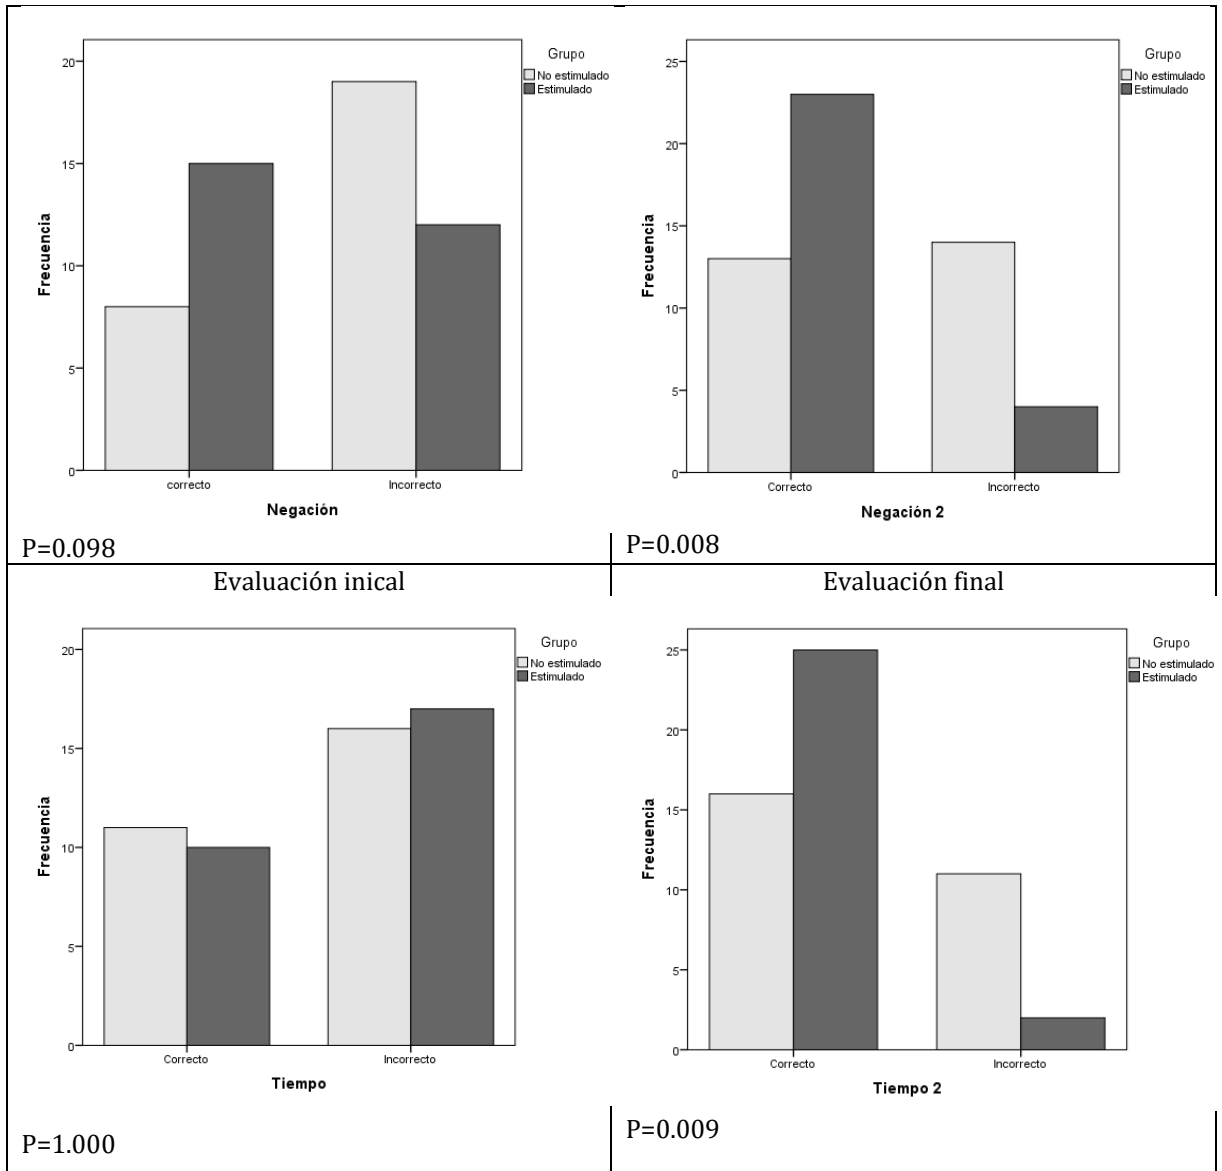 Grupo
No estimulado
Estimulado
20
15
10
5
0
Frecuencia
correcto
Incorrecto
Negación
P=0.098
Grupo
No estimulado
Estimulado
25
20
15
10
5
0
Frecuencia
Correcto
Incorrecto
Negación 2
P=0.008
Evaluación inical
Evaluación final
Grupo
No estimulado
Estimulado
20
15
10
5
0
Frecuencia
Correcto
Incorrecto
Tiempo
P=1.000
Grupo
No estimulado
Estimulado
25
20
15
10
5
0
Frecuencia
Correcto
Incorrecto
Tiempo 2
P=0.009